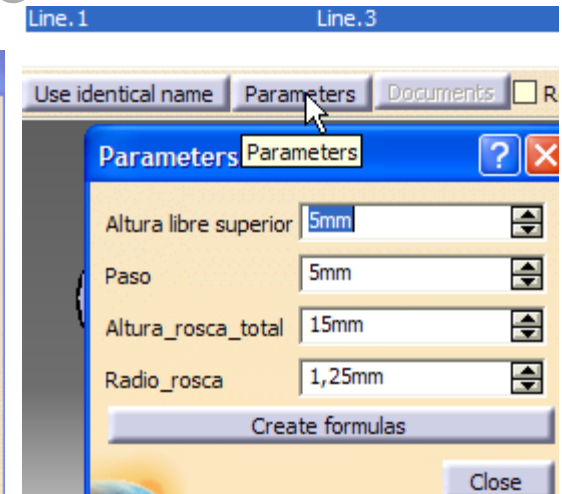 Line.1 Line.3
Use identical name Parameters Documents R
Parameters Parameters ?
Altura libre superior 5mm
Paso 5mm
Altura_rosca_total 15mm
Radio_rosca 1,25mm
Create formulas
Close